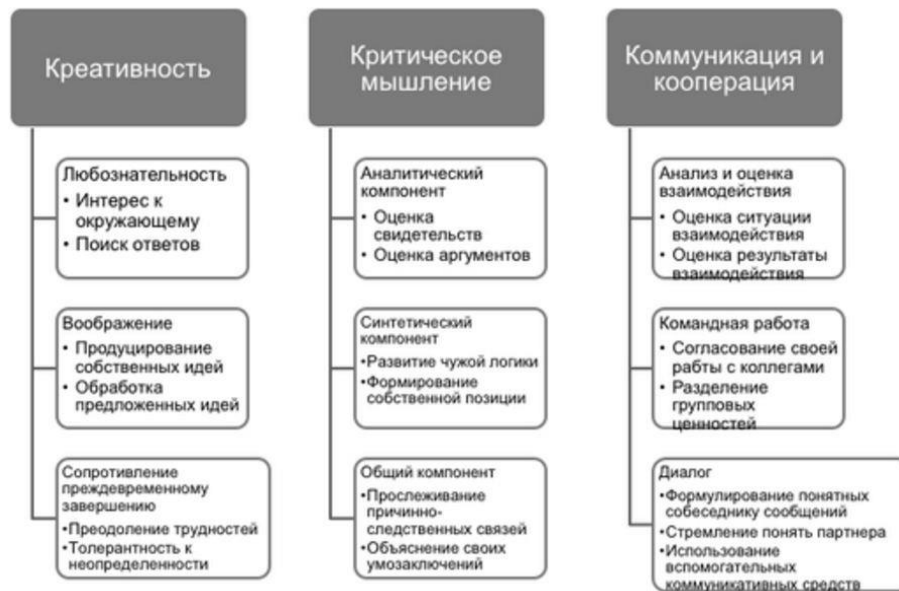 Креативность
Любознательность
• Интерес к
окружающему
• Поиск ответов
Воображение
• Продуцирование
собственных идей
• Обработка
предложенных идей
Сопротивление
преждевременному
завершению
•Преодоление трудностей
•Толерантность к
неопределенности
Критическое
мышление
Аналитический
компонент
• Оценка
свидетельств
• Оценка аргументов
Синтетический
компонент
•Развитие чужой логики
•Формирование
собственной позиции
Общий компонент
•Прослеживание
причинно-
следственных связей
•Объяснение своих
умозаключений
Коммуникация и
кооперация
Анализ и оценка
взаимодействия
• Оценка ситуации
взаимодействия
• Оценка результаты
взаимодействия
Командная работа
• Согласование своей
рабты с коллегами
• Разделение
групповых
ценностей
Диалог
•Формулирование понятных
собеседнику сообщений
•Стремление понять партнера
•Использование
вспомогательных
коммуникативных средств